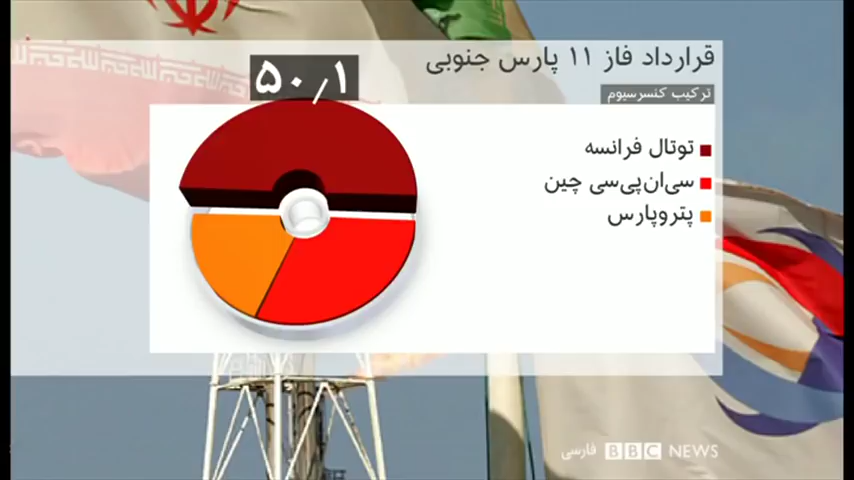 قرارداد فاز ۱۱ پارس جنوبی
ترکیب کنسرسیوم
۵۰٫۱
توتال فرانسه
سی‌ان‌پی‌سی چین
پتروپارس
BBC NEWS فارسی